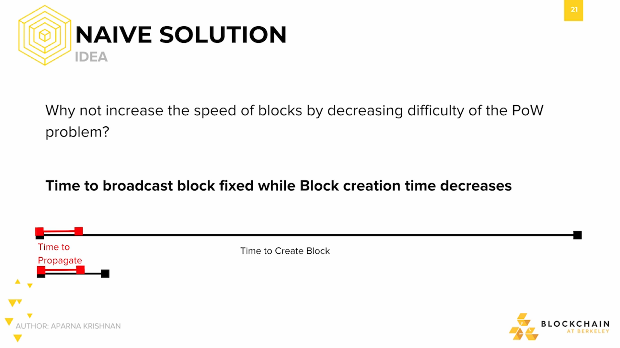 21
NAIVE SOLUTION
IDEA
Why not increase the speed of blocks by decreasing difficulty of the PoW
problem?
Time to broadcast block fixed while Block creation time decreases
Time to
Propagate
Time to Create Block
AUTHOR: APARNA KRISHNAN
BLOCKCHAIN
AT BERKELEY